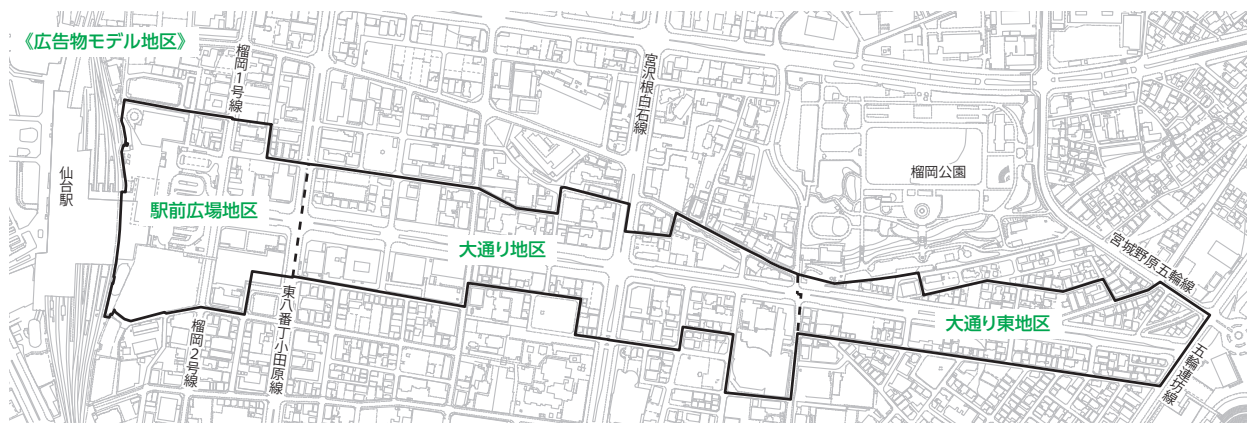 《広告物モデル地区》
榴岡1号線
宮沢根白石線
仙台駅
駅前広場地区
榴岡公園
大通り地区
宮城野原五輪線
大通り東地区
東八番丁小田原線
榴岡2号線
五輪連坊線